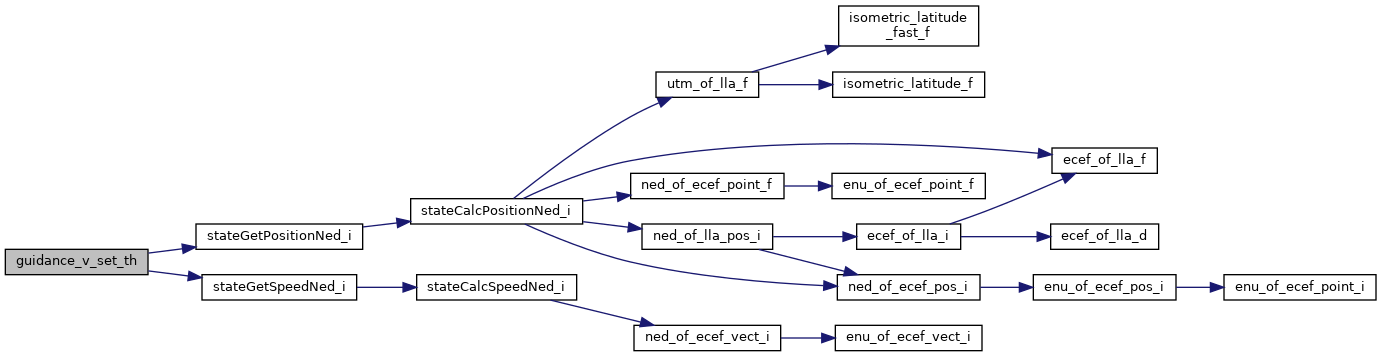 isometric_latitude
_fast_f
utm_of_lla_f
isometric_latitude_f
ecef_of_lla_f
ned_of_ecef_point_f
enu_of_ecef_point_f
stateCalcPositionNed_i
stateGetPositionNed_i
ned_of_lla_pos_i
ecef_of_lla_i
ecef_of_lla_d
guidance_v_set_th
stateGetSpeedNed_i
stateCalcSpeedNed_i
ned_of_ecef_pos_i
enu_of_ecef_pos_i
enu_of_ecef_point_i
ned_of_ecef_vect_i
enu_of_ecef_vect_i